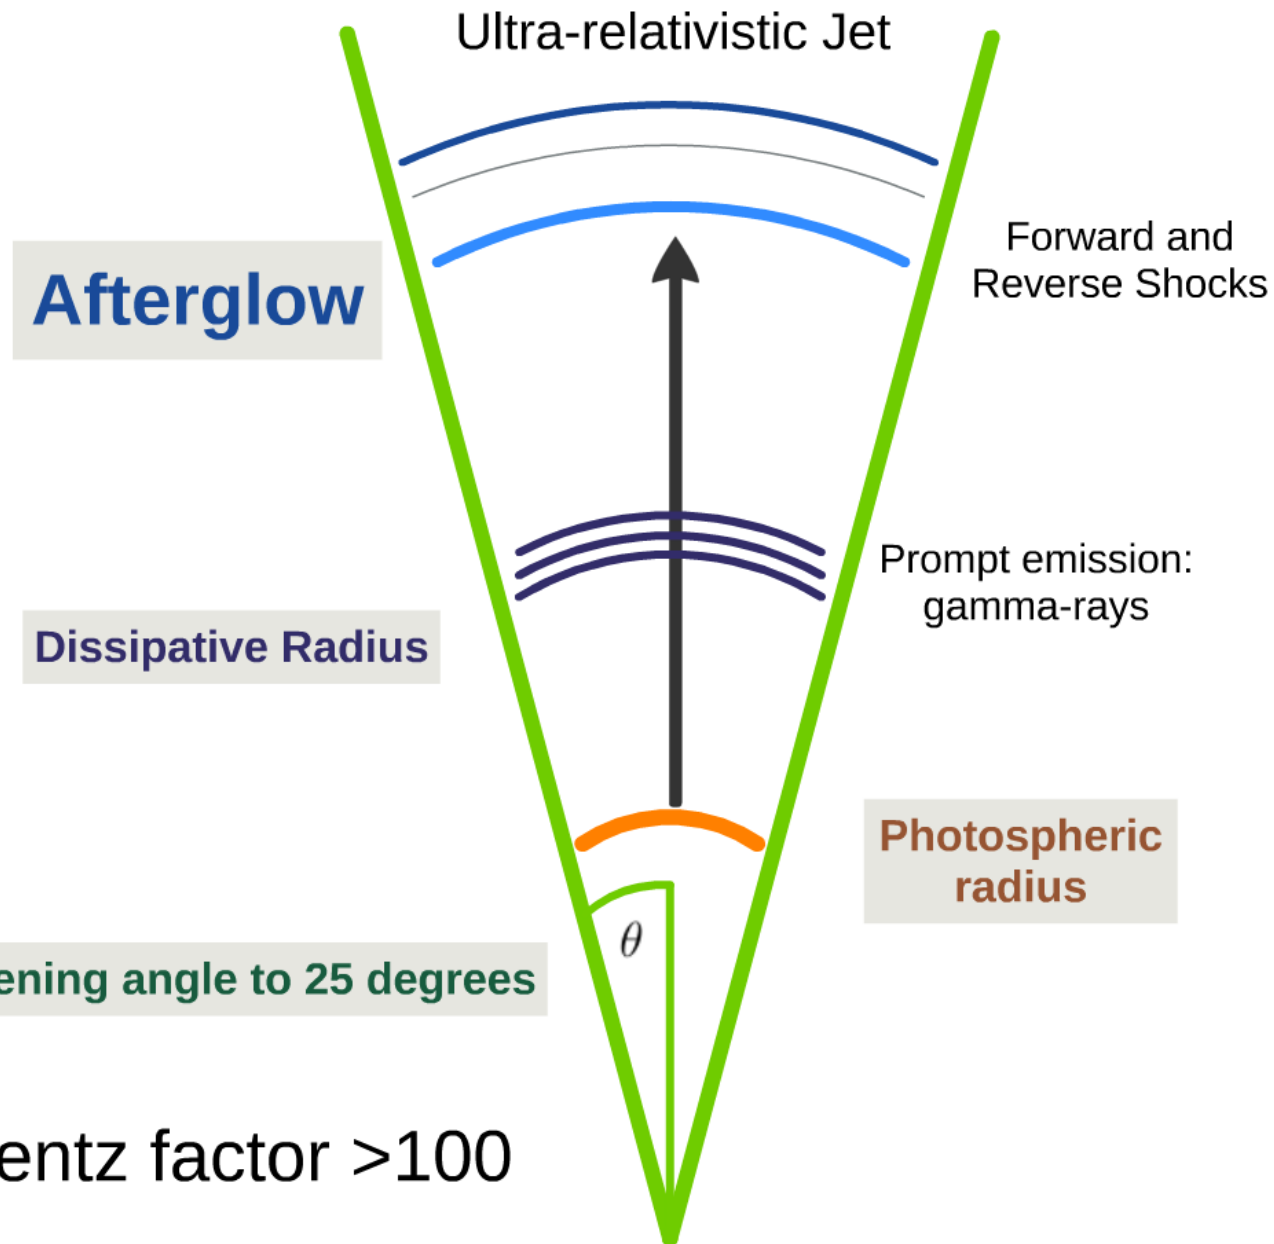 Ultra-relativistic Jet
Forward and
Reverse Shocks
Afterglow
Prompt emission:
gamma-rays
Dissipative Radius
Photospheric
radius
θ
ening angle to 25 degrees
entz factor >100